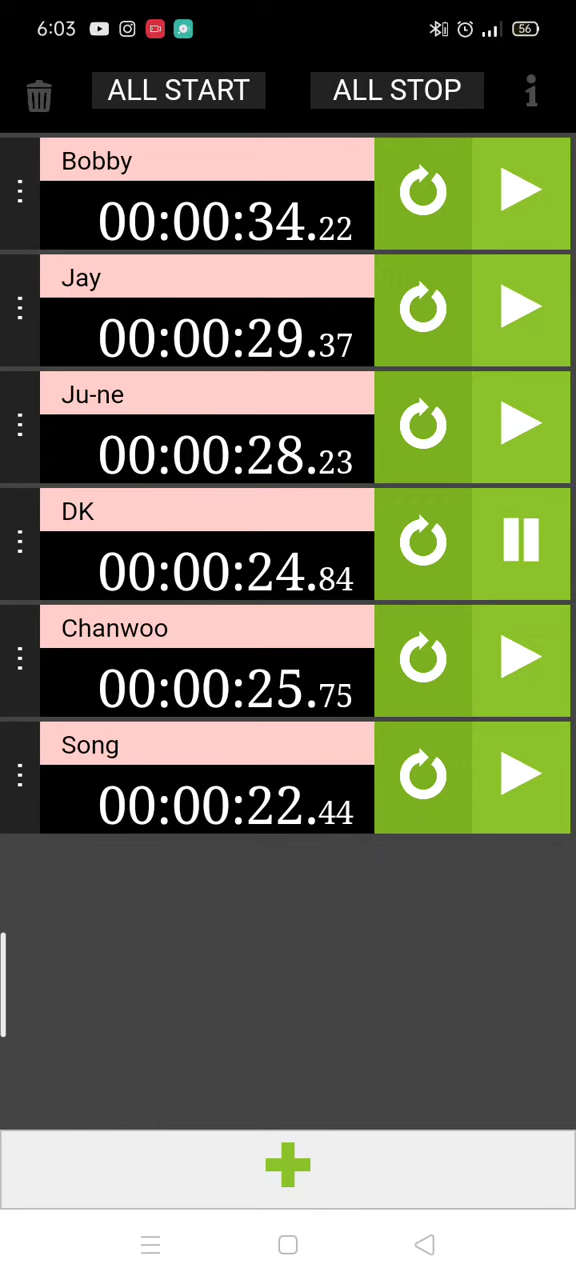 6:03
56
ALL START ALL STOP
Bobby
00:00:34.22
Jay
00:00:29.37
Ju-ne
00:00:28.23
DK
00:00:24.84
Chanwoo
00:00:25.75
Song
00:00:22.44